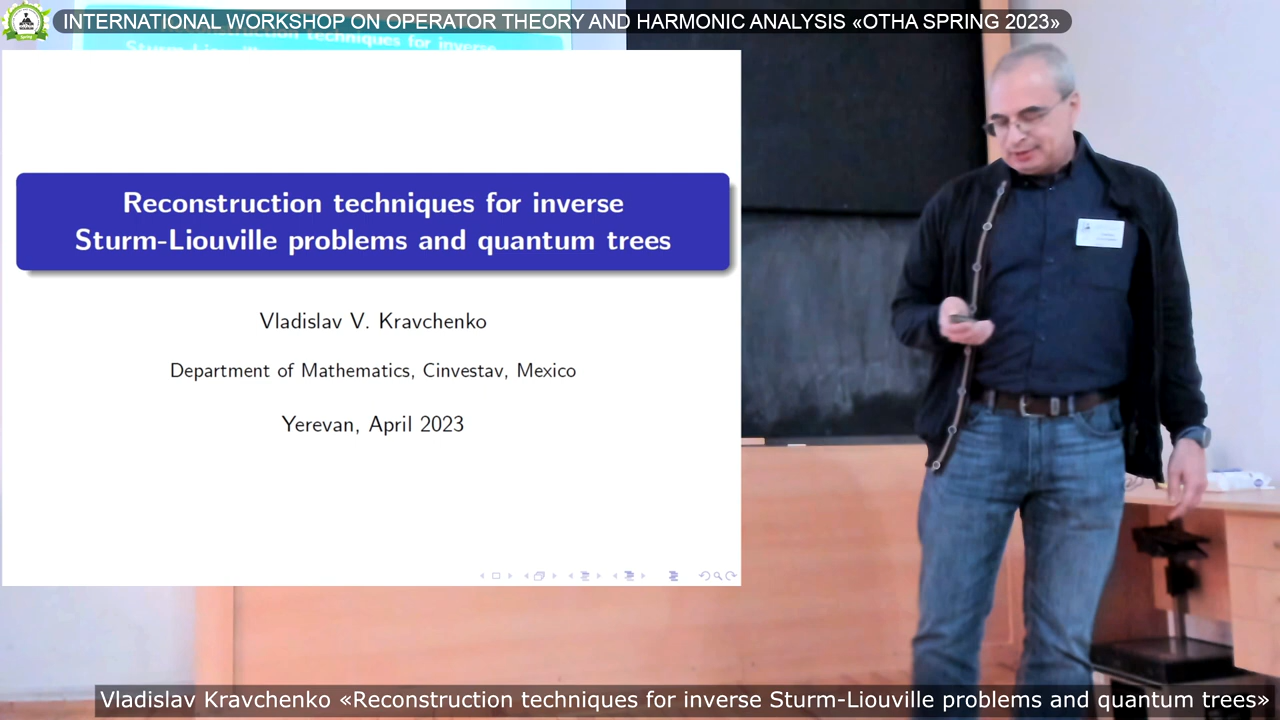 INTERNATIONAL WORKSHOP ON OPERATOR THEORY AND HARMONIC ANALYSIS «OTHA SPRING 2023»
Reconstruction techniques for inverse
Sturm-Liouville problems and quantum trees
Vladislav V. Kravchenko
Department of Mathematics, Cinvestav, Mexico
Yerevan, April 2023
Vladislav Kravchenko «Reconstruction techniques for inverse Sturm-Liouville problems and quantum trees»